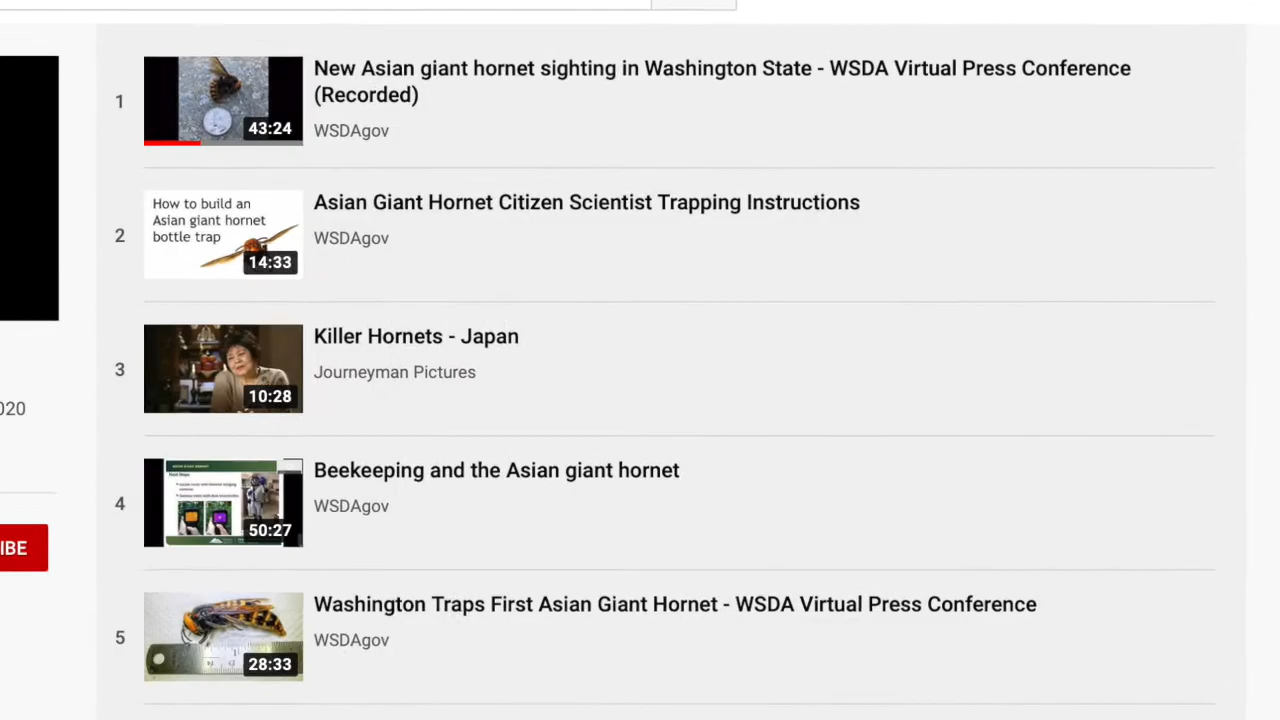 1
43:24
New Asian giant hornet sighting in Washington State - WSDA Virtual Press Conference
(Recorded)
WSDAgov
2
How to build an
Asian giant hornet
bottle trap
14:33
Asian Giant Hornet Citizen Scientist Trapping Instructions
WSDAgov
3
10:28
Killer Hornets - Japan
Journeyman Pictures
020
4
50:27
Beekeeping and the Asian giant hornet
WSDAgov
IBE
5
28:33
Washington Traps First Asian Giant Hornet - WSDA Virtual Press Conference
WSDAgov